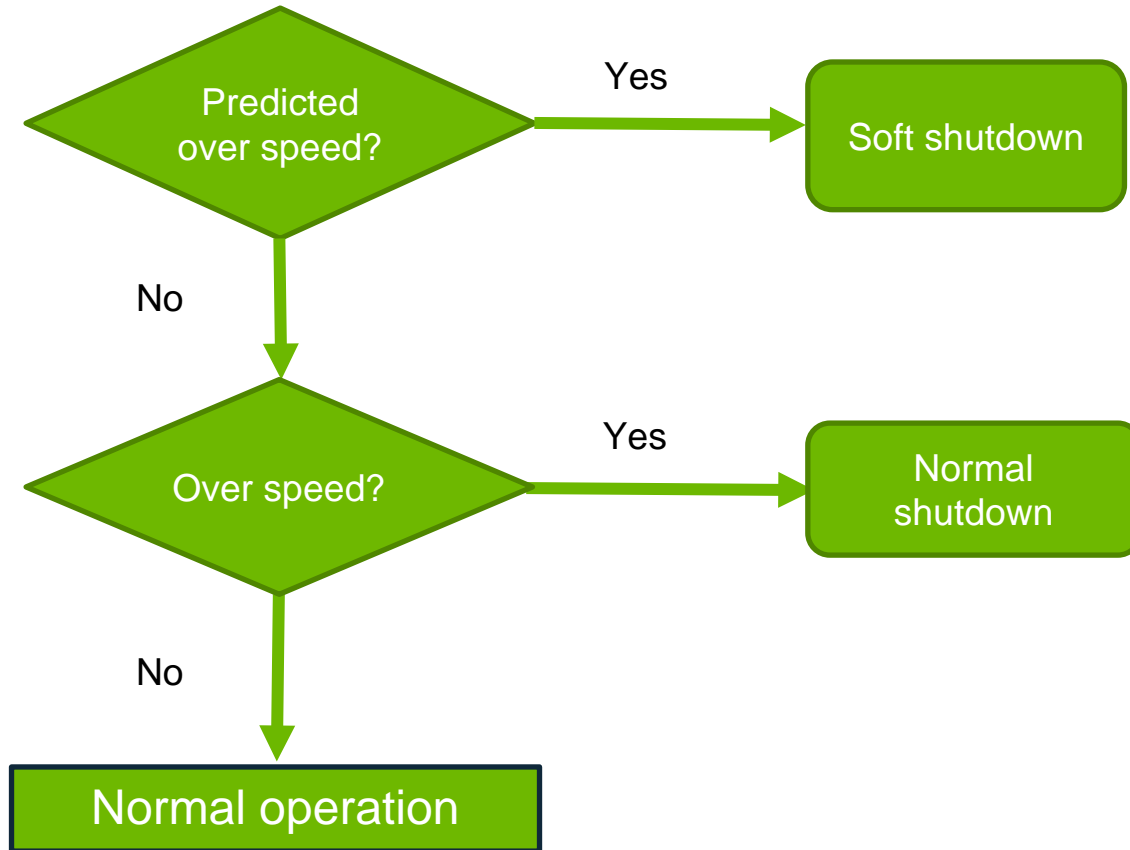 Predicted
over speed?
Yes
Soft shutdown
No
Over speed?
Yes
Normal
shutdown
No
Normal operation